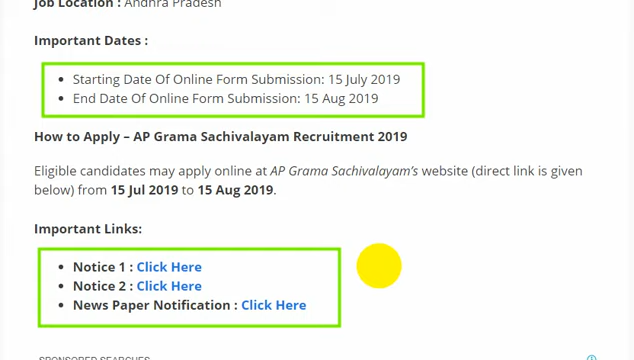 Job Location : Andhra Pradesh
Important Dates :
Starting Date Of Online Form Submission: 15 July 2019
End Date Of Online Form Submission: 15 Aug 2019
How to Apply – AP Grama Sachivalayam Recruitment 2019
Eligible candidates may apply online at AP Grama Sachivalayam's website (direct link is given
below) from 15 Jul 2019 to 15 Aug 2019.
Important Links:
Notice 1 : Click Here
Notice 2 : Click Here
News Paper Notification : Click Here
SPONSORED SEARCHES